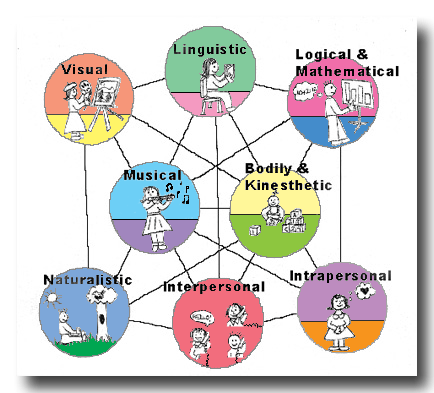 Linguistic
Visual
Logical &
Mathematical
Musical
Bodily &
Kinesthetic
Naturalistic
Interpersonal
Intrapersonal